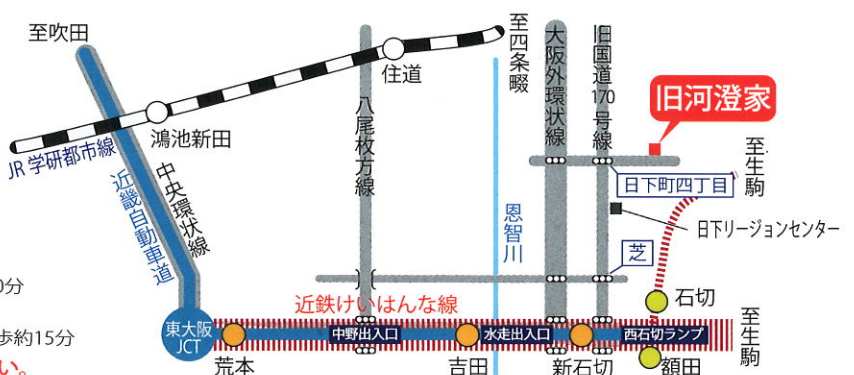 至吹田
住道
至四条畷
大阪外環状線
旧国道170号線
旧河澄家
鴻池新田
JR学研都市線
八尾枚方線
至生駒
中央環状線
近畿自動車道
日下町四丁目
恩智川
日下リージョンセンター
芝
0分
近鉄けいはんな線
石切
歩約15分
東大阪
JCT
中野出入口
水走出入口
西石切ランプ
至生駒
い。
荒本
吉田
新石切
額田